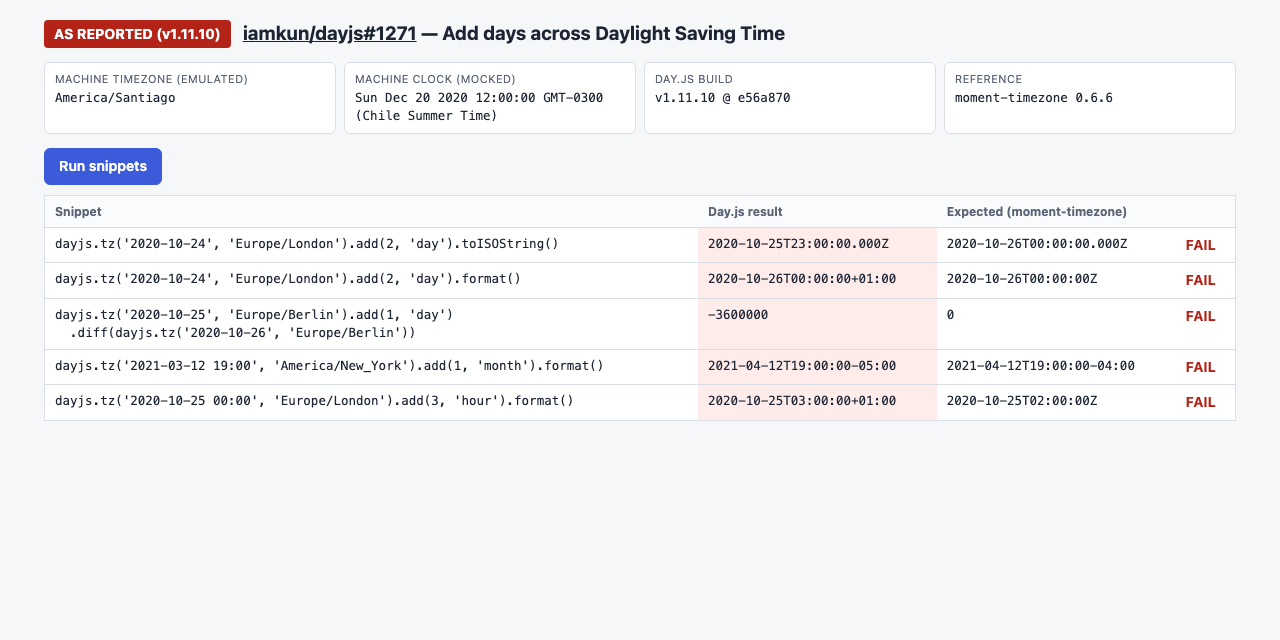 AS REPORTED (v1.11.10) iamkun/dayjs#1271 — Add days across Daylight Saving Time
MACHINE TIMEZONE (EMULATED)
America/Santiago
MACHINE CLOCK (MOCKED)
Sun Dec 20 2020 12:00:00 GMT-0300
(Chile Summer Time)
DAY.JS BUILD
v1.11.10 @ e56a870
REFERENCE
moment-timezone 0.6.6
Run snippets
Snippet Day.js result Expected (moment-timezone)
dayjs.tz('2020-10-24', 'Europe/London').add(2, 'day').toISOString() 2020-10-25T23:00:00.000Z 2020-10-26T00:00:00.000Z FAIL
dayjs.tz('2020-10-24', 'Europe/London').add(2, 'day').format() 2020-10-26T00:00:00+01:00 2020-10-26T00:00:00Z FAIL
dayjs.tz('2020-10-25', 'Europe/Berlin').add(1, 'day') -3600000 0 FAIL
.diff(dayjs.tz('2020-10-26', 'Europe/Berlin'))
dayjs.tz('2021-03-12 19:00', 'America/New_York').add(1, 'month').format() 2021-04-12T19:00:00-05:00 2021-04-12T19:00:00-04:00 FAIL
dayjs.tz('2020-10-25 00:00', 'Europe/London').add(3, 'hour').format() 2020-10-25T03:00:00+01:00 2020-10-25T02:00:00Z FAIL